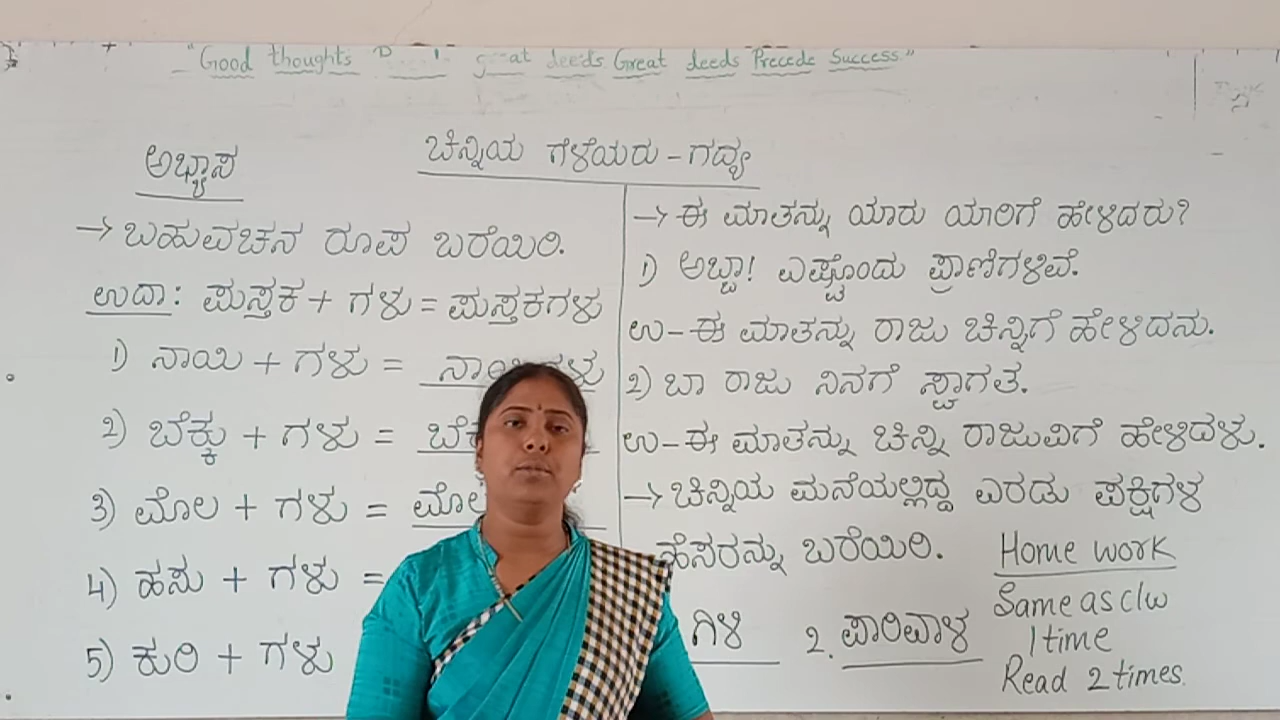 "Good thoughts great deeds Great deeds Precede Success"
ಚಿನ್ನಿಯ ಗೆಳೆಯರು - ಗದ್ಯ
ಅಭ್ಯಾಸ
→ ಬಹುವಚನ ರೂಪ ಬರೆಯಿರಿ.
ಉದಾ: ಪುಸ್ತಕ + ಗಳು = ಪುಸ್ತಕಗಳು
1) ನಾಯಿ + ಗಳು =
2) ಬೆಕ್ಕು + ಗಳು =
3) ಮೊಲ + ಗಳು = ಮೊಲ
4) ಹಸು + ಗಳು =
5) ಕುರಿ + ಗಳು
→ ಈ ಮಾತನ್ನು ಯಾರು ಯಾರಿಗೆ ಹೇಳಿದರು?
1) ಅಬ್ಬಾ! ಎಷ್ಟೊಂದು ಪ್ರಾಣಿಗಳಿವೆ.
ಉ - ಈ ಮಾತನ್ನು ರಾಜು ಚಿನ್ನಿಗೆ ಹೇಳಿದನು.
2) ಬಾ ರಾಜು ನಿನಗೆ ಸ್ವಾಗತ.
ಉ - ಈ ಮಾತನ್ನು ಚಿನ್ನಿ ರಾಜುವಿಗೆ ಹೇಳಿದಳು.
→ ಚಿನ್ನಿಯ ಮನೆಯಲ್ಲಿದ್ದ ಎರಡು ಪಕ್ಷಿಗಳ
ಹೆಸರನ್ನು ಬರೆಯಿರಿ.
ಗಿಳಿ 2. ಪಾರಿವಾಳ
Home work
Same as clw
1 time
Read 2 times.